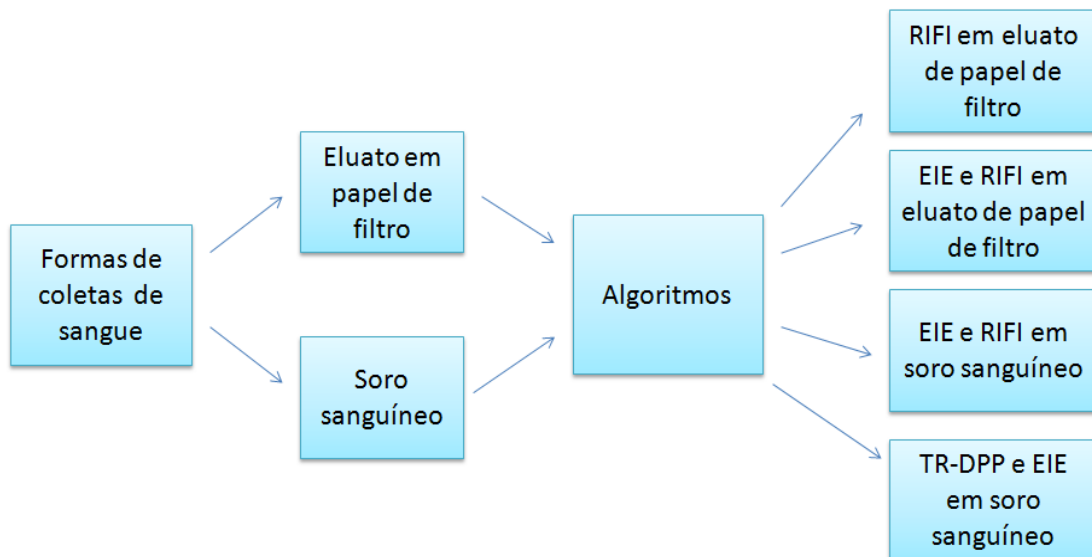 Formas de
coletas de
sangue
Eluato em
papel de
filtro
Soro
sanguíneo
Algoritmos
RIFI em eluato
de papel de
filtro
EIE e RIFI em
eluato de papel
de filtro
EIE e RIFI em
soro sanguíneo
TR-DPP e EIE
em soro
sanguíneo